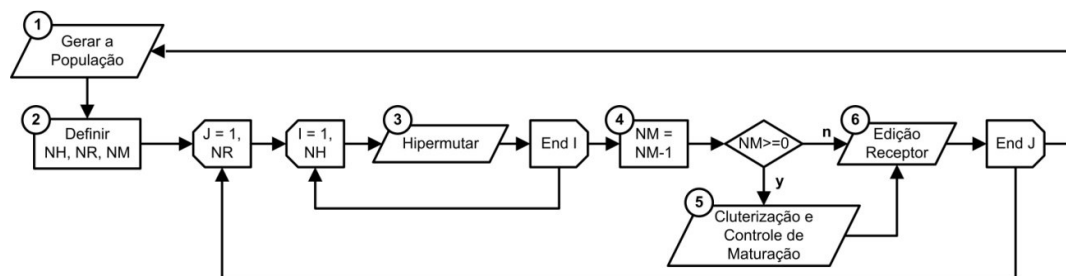 1
Gerar a
População
2
Definir
NH, NR, NM
J = 1,
NR
I = 1,
NH
3
Hipermutar
End I
4
NM =
NM-1
NM>=0
n
y
5
Cluterização e
Controle de
Maturação
6
Edição
Receptor
End J